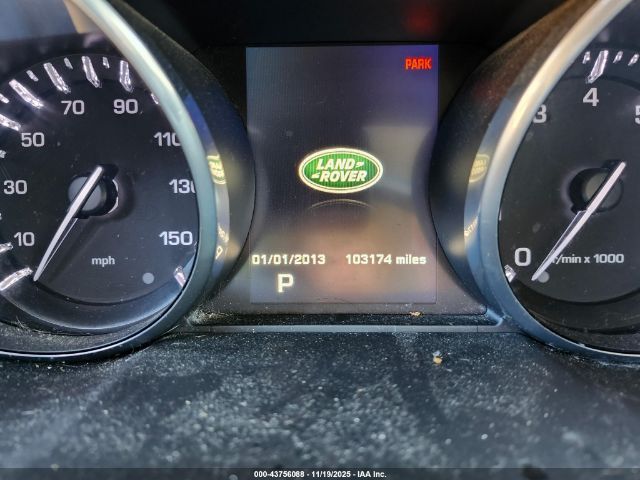 PARK
70
90
50
110
30
130
10
150
mph
LAND
ROVER
01/01/2013 103174 miles
P
3
4
5
0
r/min x 1000
000-43756088 - 11/19/2025 - Copyright © IAA Inc.